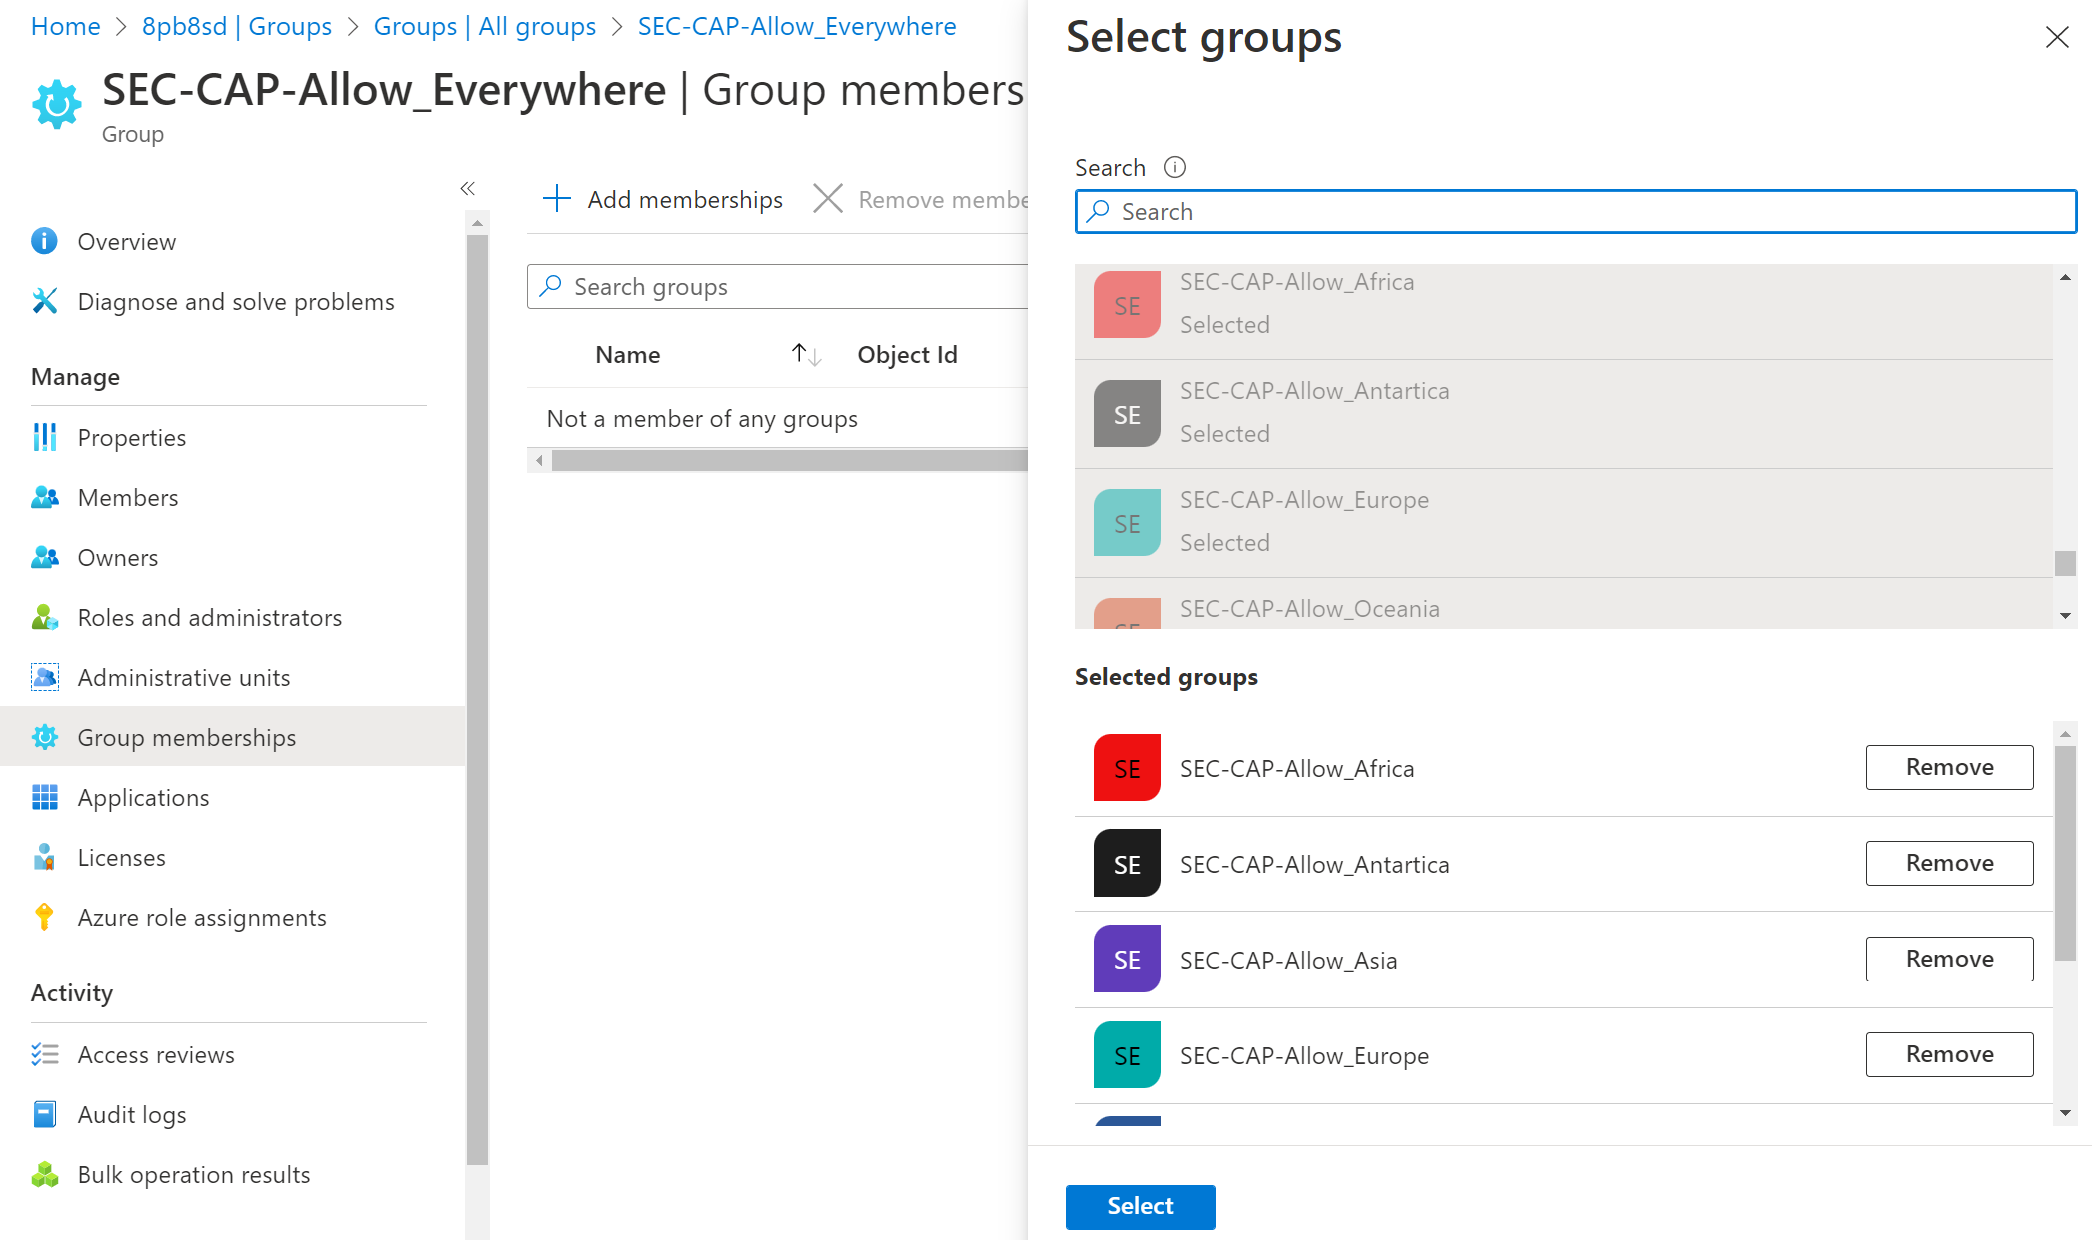 Home > 8pb8sd | Groups > Groups | All groups > SEC-CAP-Allow_Everywhere
SEC-CAP-Allow_Everywhere | Group members
Group
«
Overview
Diagnose and solve problems
Manage
Properties
Members
Owners
Roles and administrators
Administrative units
Group memberships
Applications
Licenses
Azure role assignments
Activity
Access reviews
Audit logs
Bulk operation results
Add memberships
Remove membe
Search groups
Name ↑↓ Object Id
Not a member of any groups
Select groups
Search
Search
SE SEC-CAP-Allow_Africa
Selected
SE SEC-CAP-Allow_Antartica
Selected
SE SEC-CAP-Allow_Europe
Selected
SE SEC-CAP-Allow_Oceania
Selected groups
SE SEC-CAP-Allow_Africa Remove
SE SEC-CAP-Allow_Antartica Remove
SE SEC-CAP-Allow_Asia Remove
SE SEC-CAP-Allow_Europe Remove
Select